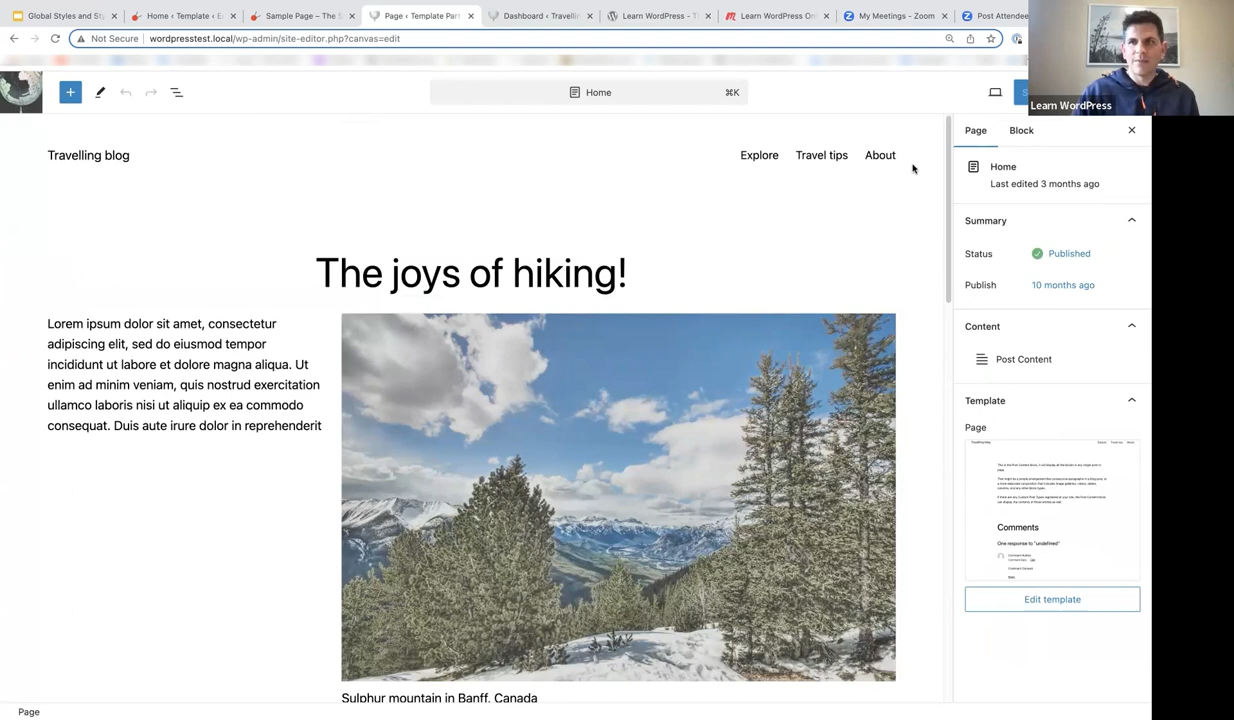 Global Styles and Sty
Home ‹ Template ‹ E
Sample Page – The S
Page ‹ Template Part
Dashboard ‹ Travellin
Learn WordPress – T
Learn WordPress On
My Meetings - Zoom
Post Attendee
Not Secure
wordpresstest.local/wp-admin/site-editor.php?canvas=edit
Learn WordPress
Home
⌘K
S
Page
Block
Travelling blog
Explore
Travel tips
About
Home
Last edited 3 months ago
Summary
Status
Published
Publish
10 months ago
The joys of hiking!
Lorem ipsum dolor sit amet, consectetur
adipiscing elit, sed do eiusmod tempor
incididunt ut labore et dolore magna aliqua. Ut
enim ad minim veniam, quis nostrud exercitation
ullamco laboris nisi ut aliquip ex ea commodo
consequat. Duis aute irure dolor in reprehenderit
Content
Post Content
Template
Page
Comments
One response to "undefined"
Edit template
Sulphur mountain in Banff, Canada
Page